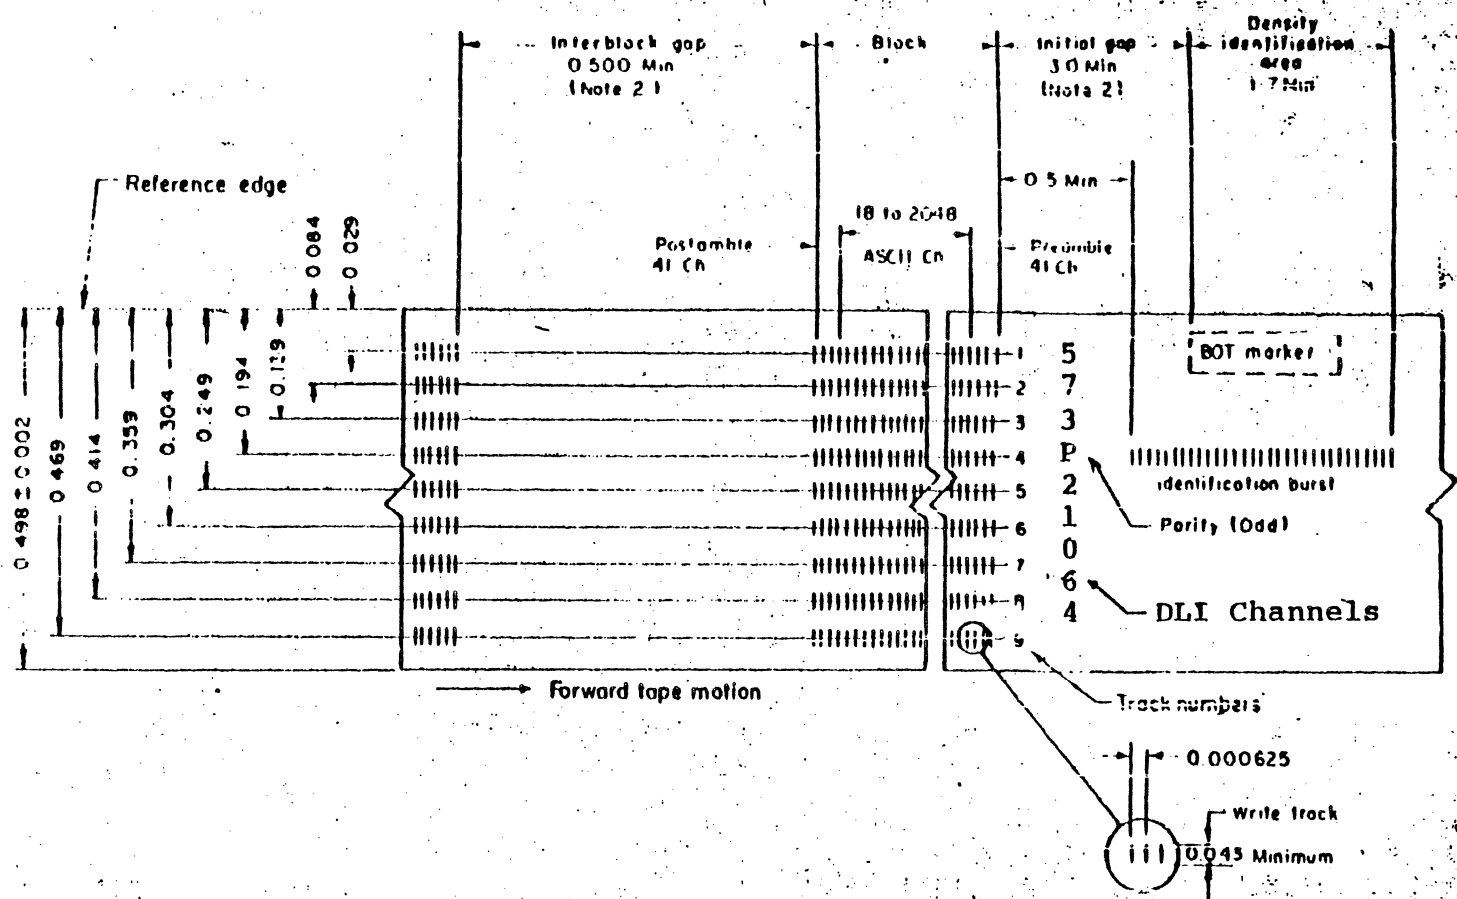 Interblock gap
0.500 Min
(Note 2)
Block
Initial gap
3.0 Min
(Note 2)
Density
identification
area
1.7 Min
Reference edge
0.5 Min
18 to 2048
ASCII Ch
Postamble
41 Ch
Preamble
41 Ch
0.084
0.029
0.498±0.002
0.469
0.414
0.359
0.304
0.249
0.194
0.139
1 5
2 7
3 3
4 P
5 2
6 1
7 0
8 6
9 4
BOT marker
identification burst
Parity (Odd)
DLI Channels
Forward tape motion
Track numbers
0.000625
Write track
0.045 Minimum